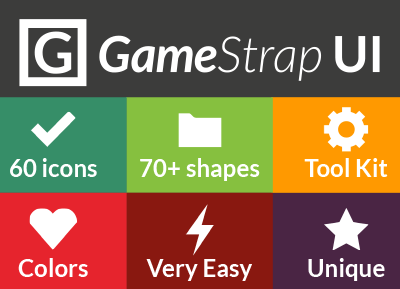 G GameStrap UI
60 icons
70+ shapes
Tool Kit
Colors
Very Easy
Unique